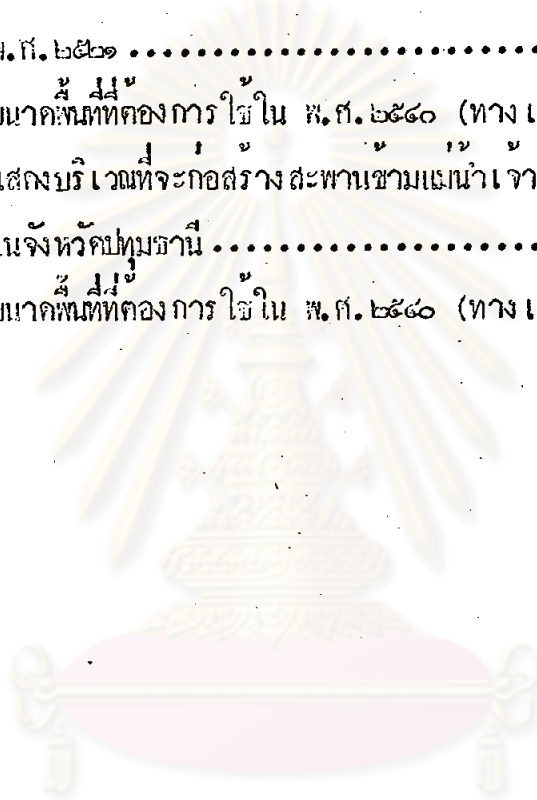 พ.ศ.๒๕๒๑ ..........................
ขนาดพื้นที่ที่ต้องการใช้ใน พ.ศ.๒๕๔๐ (ทางเ
แสดงบริเวณที่จะก่อสร้างสะพานข้ามแม่น้ำเจ้า
ในจังหวัดปทุมธานี .....................
ขนาดพื้นที่ที่ต้องการใช้ใน พ.ศ.๒๕๔๐ (ทางเ